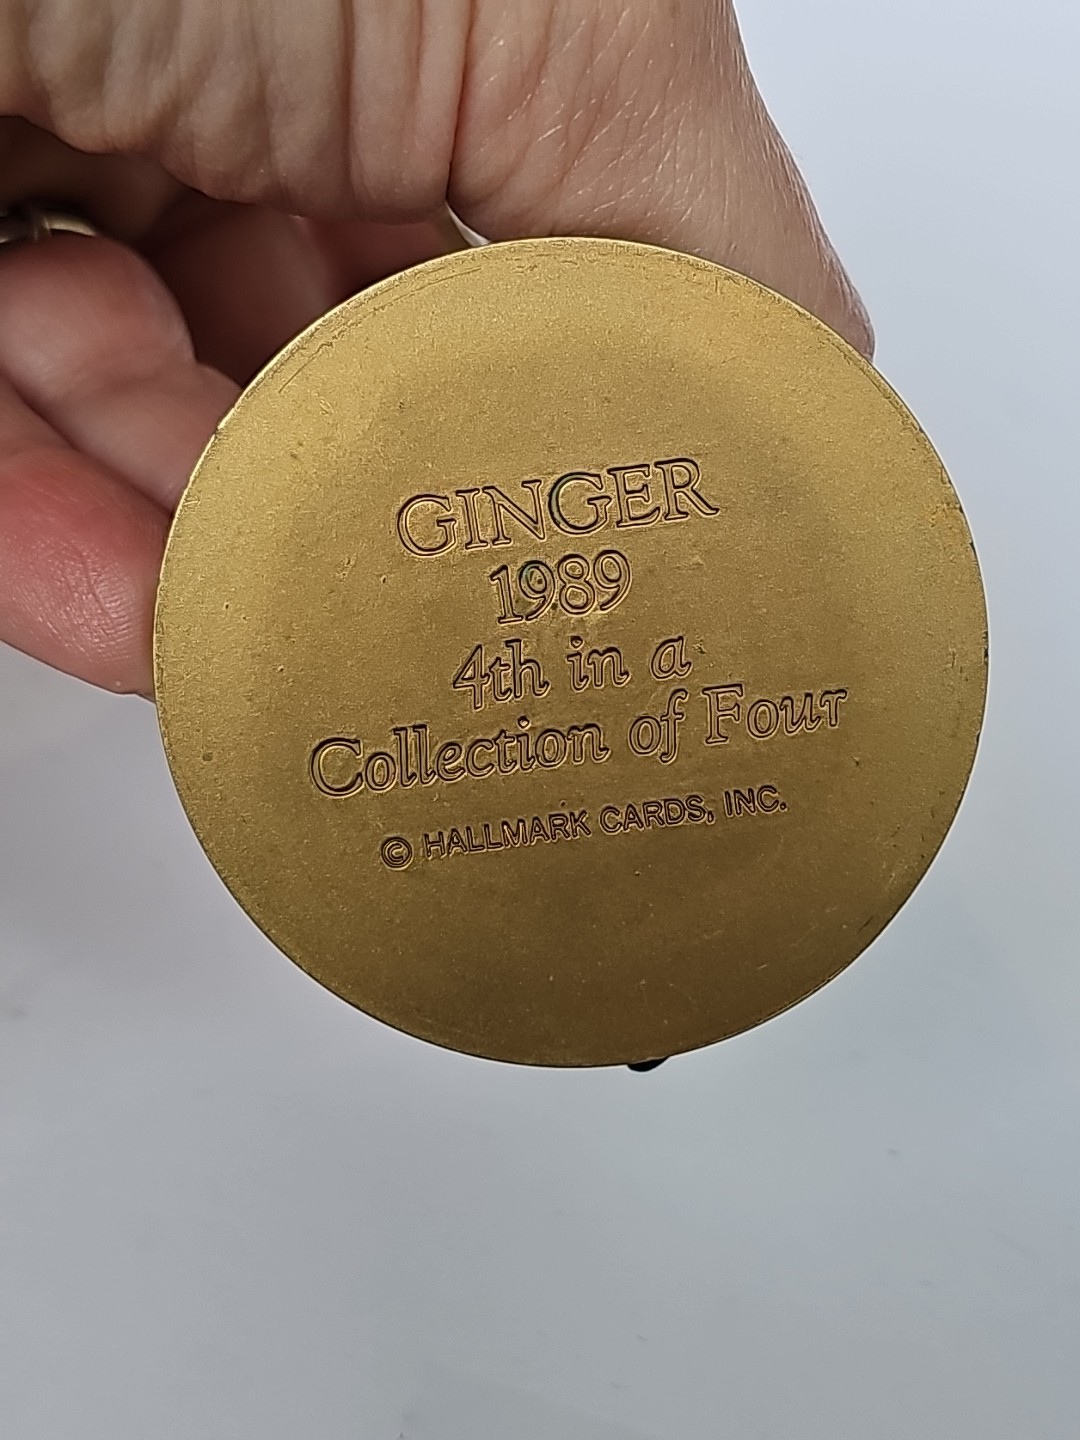 GINGER
1989
4th in a
Collection of Four
© HALLMARK CARDS, INC.